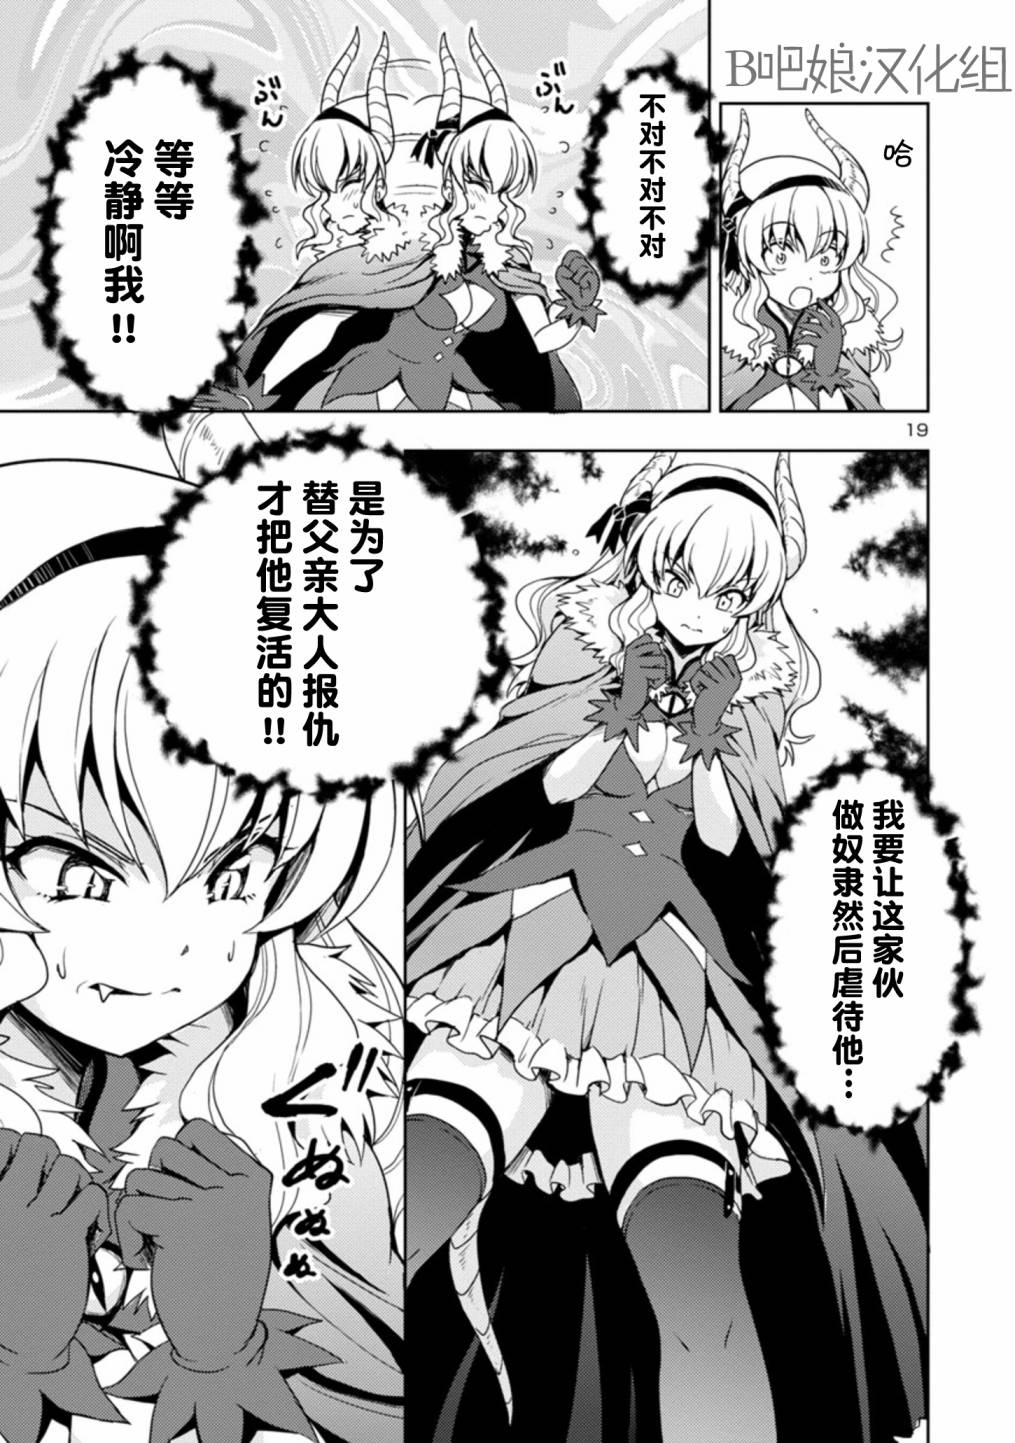 B吧娘汉化组
哈
不对不对不对
ぶん
ぶん
等等
冷静啊我!!
19
我要让这家伙
做奴隶然后虐待他…
是为了
替父亲大人报仇
才把他复活的!!
ぐぬぬぬ